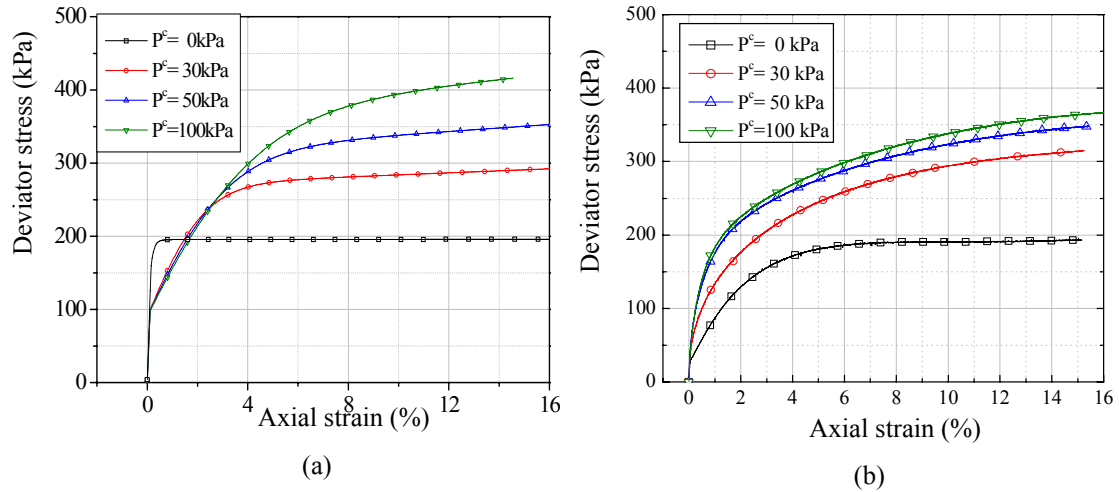 500
400
300
200
100
0
Deviator stress (kPa)
P^c= 0kPa
P^c= 30kPa
P^c= 50kPa
P^c=100kPa
0 4 8 12 16
Axial strain (%)
(a)
500
400
300
200
100
0
Deviator stress (kPa)
P^c= 0 kPa
P^c= 30 kPa
P^c= 50 kPa
P^c=100 kPa
0 2 4 6 8 10 12 14 16
Axial strain (%)
(b)